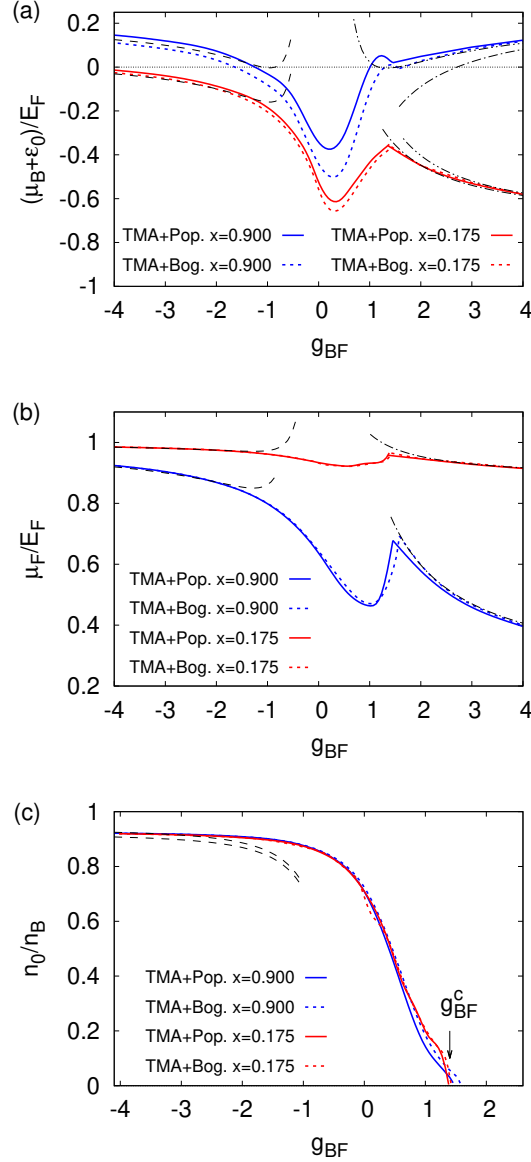 (a)
0.2
0
-0.2
-0.4
-0.6
-0.8
-1
(μB+ε0)/EF
TMA+Pop. x=0.900 TMA+Pop. x=0.175
TMA+Bog. x=0.900 TMA+Bog. x=0.175
-4 -3 -2 -1 0 1 2 3 4
gBF
(b)
1
0.8
0.6
0.4
0.2
μF/EF
TMA+Pop. x=0.900
TMA+Bog. x=0.900
TMA+Pop. x=0.175
TMA+Bog. x=0.175
-4 -3 -2 -1 0 1 2 3 4
gBF
(c)
1
0.8
0.6
0.4
0.2
0
n0/nB
TMA+Pop. x=0.900
TMA+Bog. x=0.900
TMA+Pop. x=0.175
TMA+Bog. x=0.175
gcBF
-4 -3 -2 -1 0 1 2
gBF